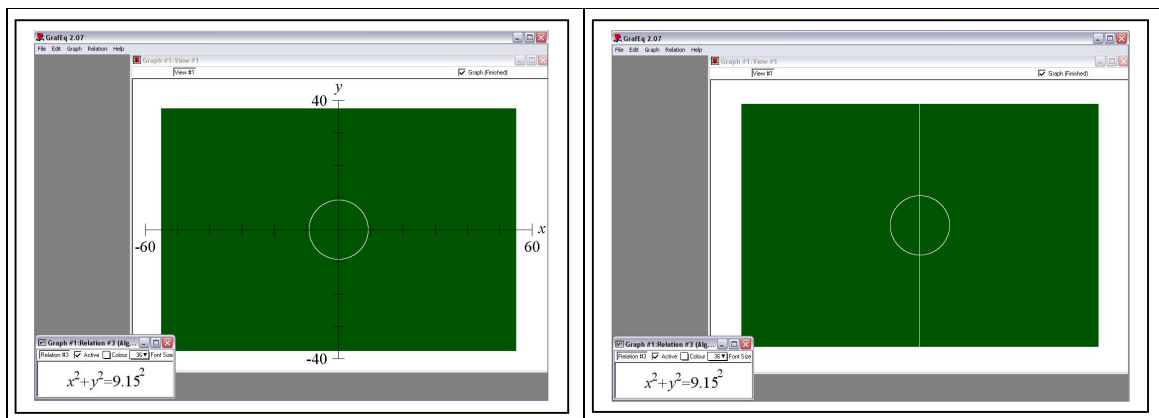 GrafEq 2.07
File Edit Graph Relation Help
Graph #1:View #1
View #1
Graph (Finished)
y
40
x
-60
60
-40
Graph #1:Relation #3 (Alg...
Relation #3 Active Colour 36 Font Size
x²+y²=9.15²
GrafEq 2.07
File Edit Graph Relation Help
Graph #1:View #1
View #1
Graph (Finished)
Graph #1:Relation #3 (Alg...
Relation #3 Active Colour 36 Font Size
x²+y²=9.15²